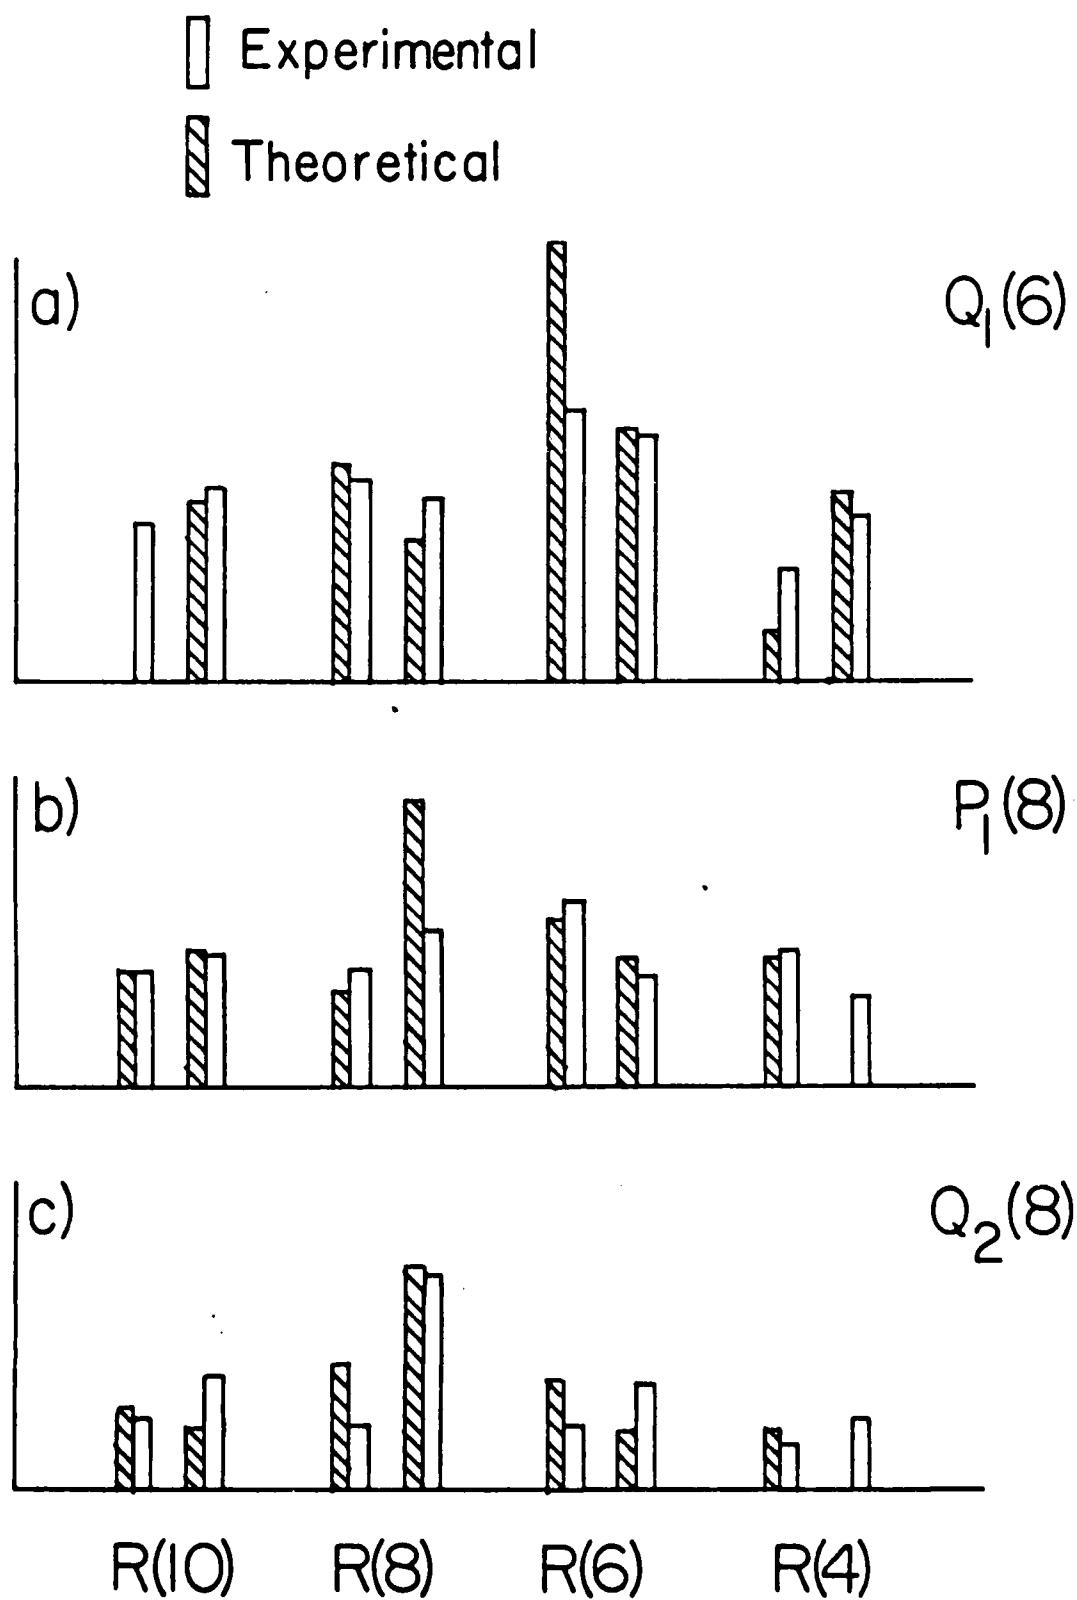 Experimental
Theoretical
a)
Q₁(6)
b)
P₁(8)
c)
Q₂(8)
R(10) R(8) R(6) R(4)